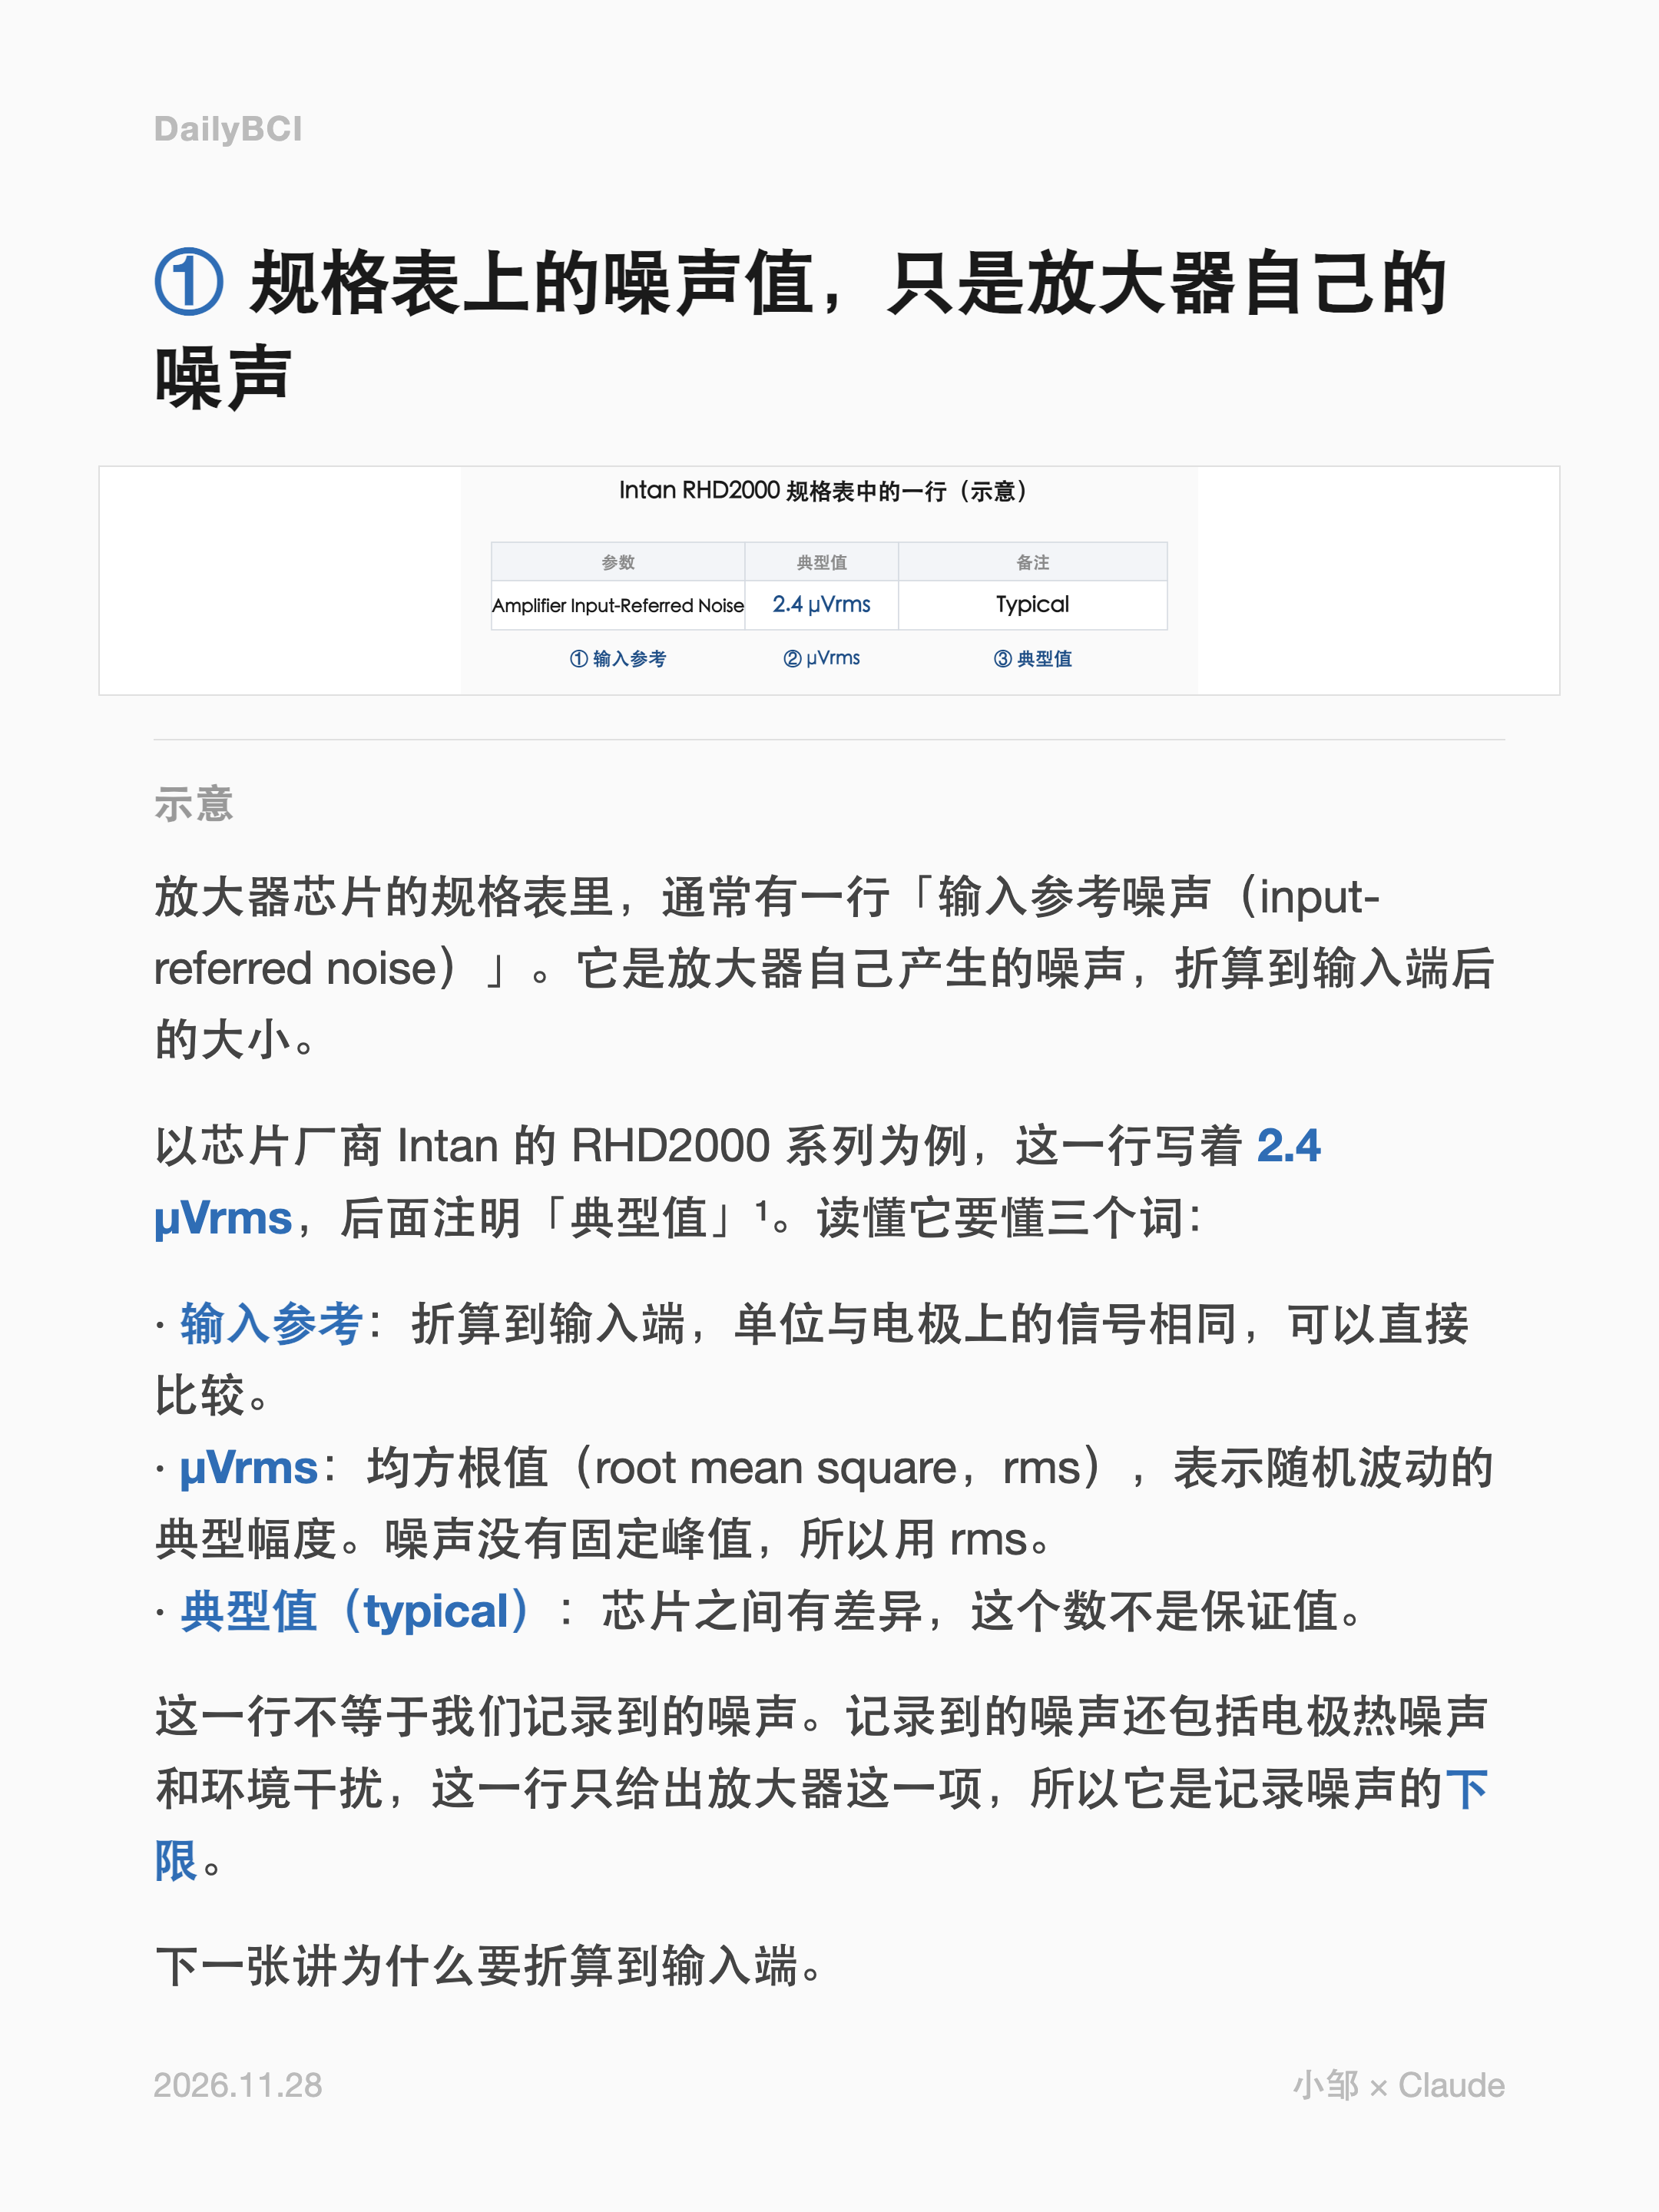 DailyBCI
① 规格表上的噪声值，只是放大器自己的
噪声
Intan RHD2000 规格表中的一行（示意）
参数 典型值 备注
Amplifier Input-Referred Noise 2.4 µVrms Typical
① 输入参考 ② µVrms ③ 典型值
示意
放大器芯片的规格表里，通常有一行「输入参考噪声（input-
referred noise）」。它是放大器自己产生的噪声，折算到输入端后
的大小。
以芯片厂商 Intan 的 RHD2000 系列为例，这一行写着 2.4
µVrms，后面注明「典型值」¹。读懂它要懂三个词：
· 输入参考：折算到输入端，单位与电极上的信号相同，可以直接
比较。
· µVrms：均方根值（root mean square，rms），表示随机波动的
典型幅度。噪声没有固定峰值，所以用 rms。
· 典型值（typical）：芯片之间有差异，这个数不是保证值。
这一行不等于我们记录到的噪声。记录到的噪声还包括电极热噪声
和环境干扰，这一行只给出放大器这一项，所以它是记录噪声的下
限。
下一张讲为什么要折算到输入端。
2026.11.28
小邹 × Claude